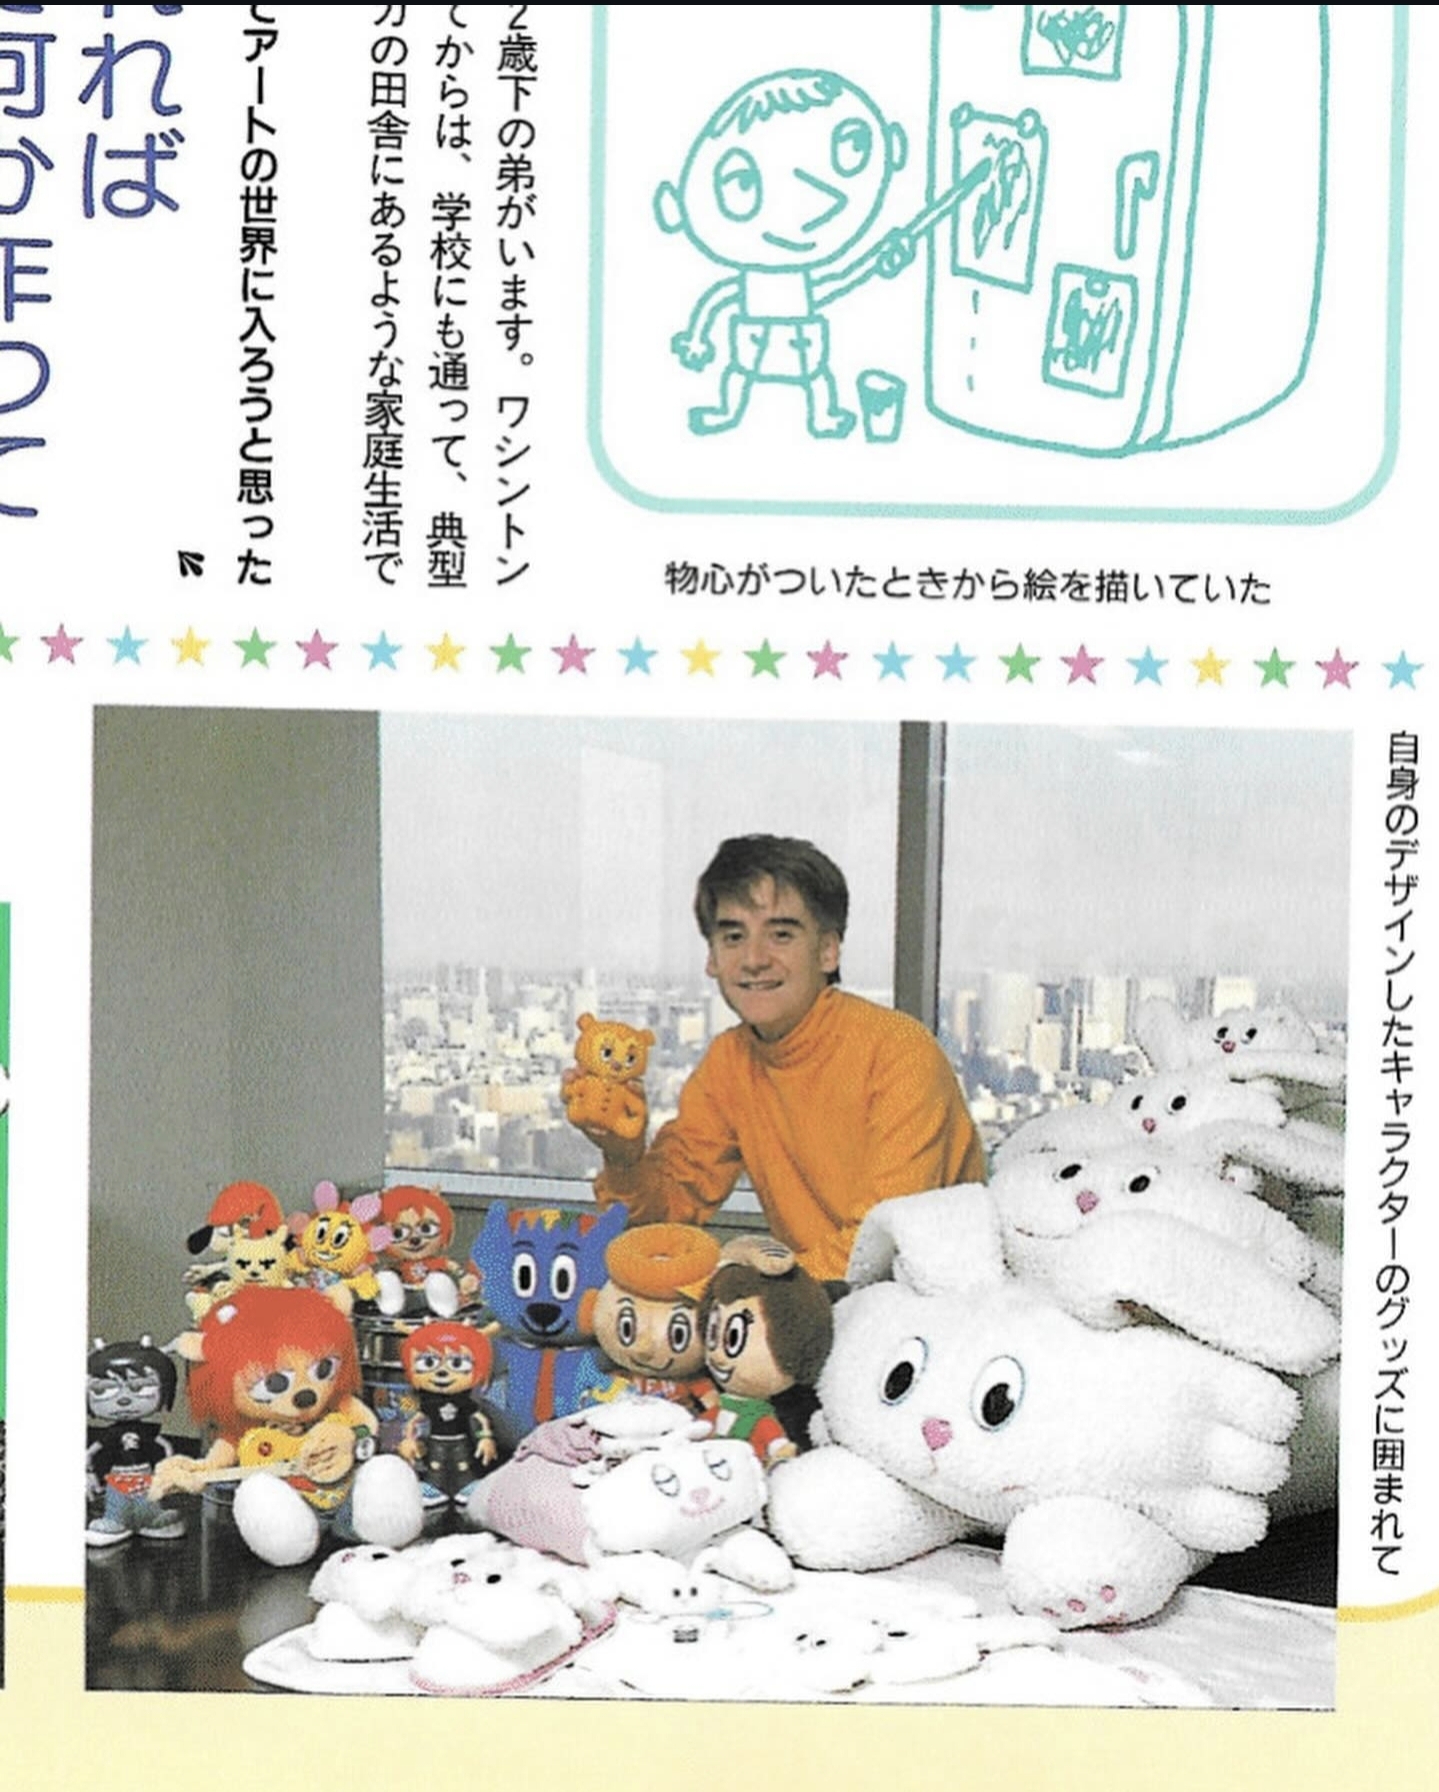 2歳下の弟がいます。ワシントン
てからは、学校にも通って、典型
カの田舎にあるような家庭生活で
てアートの世界に入ろうと思った
れば
何か作って
物心がついたときから絵を描いていた
自身のデザインしたキャラクターのグッズに囲まれて